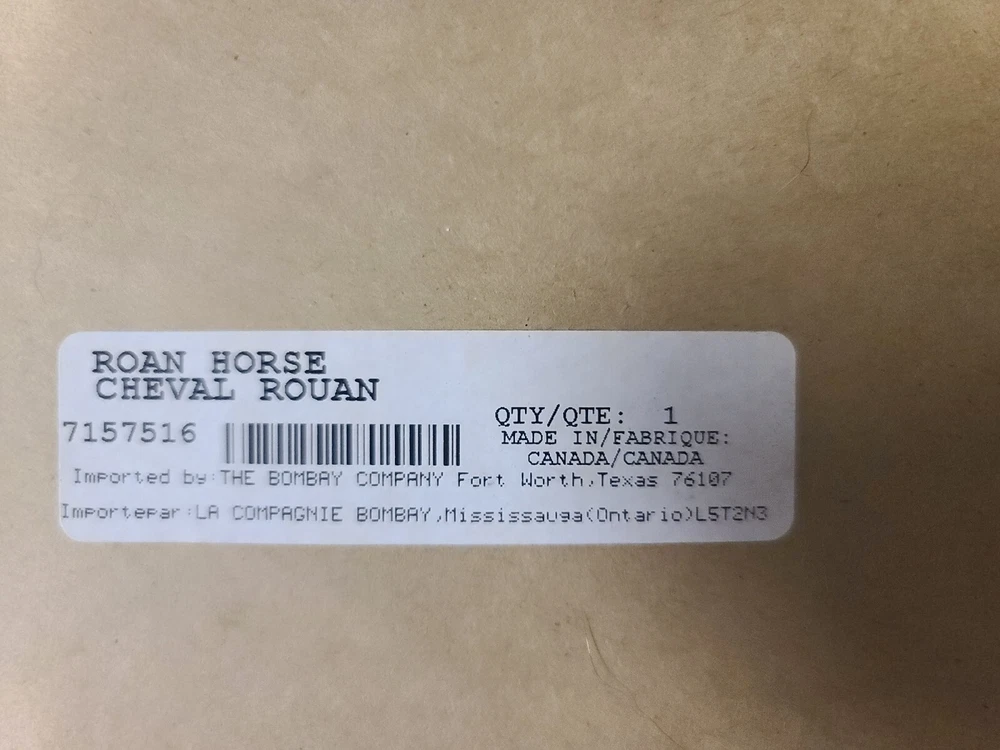 ROAN HORSE
CHEVAL ROUAN
7157516
QTY/QTE: 1
MADE IN/FABRIQUE:
CANADA/CANADA
Imported by:THE BOMBAY COMPANY Fort Worth,Texas 76107
Importepar:LA COMPAGNIE BOMBAY,Mississauga(Ontario)L5T2N3